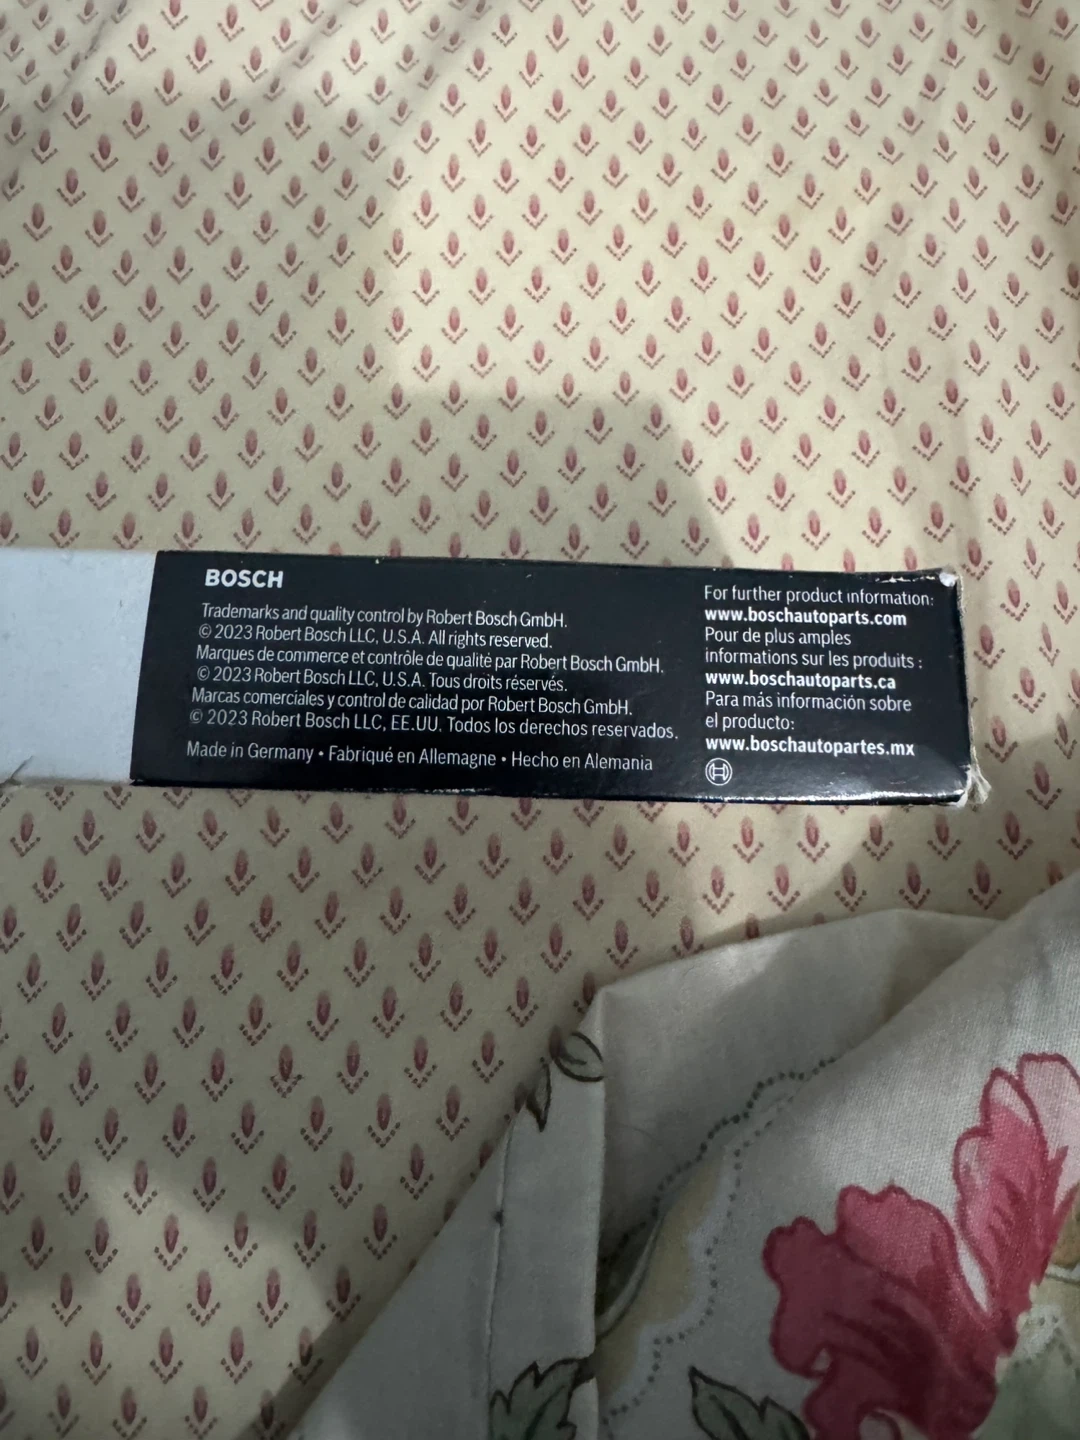 BOSCH
Trademarks and quality control by Robert Bosch GmbH.
© 2023 Robert Bosch LLC, U.S.A. All rights reserved.
Marques de commerce et contrôle de qualité par Robert Bosch GmbH.
© 2023 Robert Bosch LLC, U.S.A. Tous droits réservés.
Marcas comerciales y control de calidad por Robert Bosch GmbH.
© 2023 Robert Bosch LLC, EE.UU. Todos los derechos reservados.
Made in Germany • Fabriqué en Allemagne • Hecho en Alemania
For further product information:
www.boschautoparts.com
Pour de plus amples
informations sur les produits :
www.boschautoparts.ca
Para más información sobre
el producto:
www.boschautopartes.mx